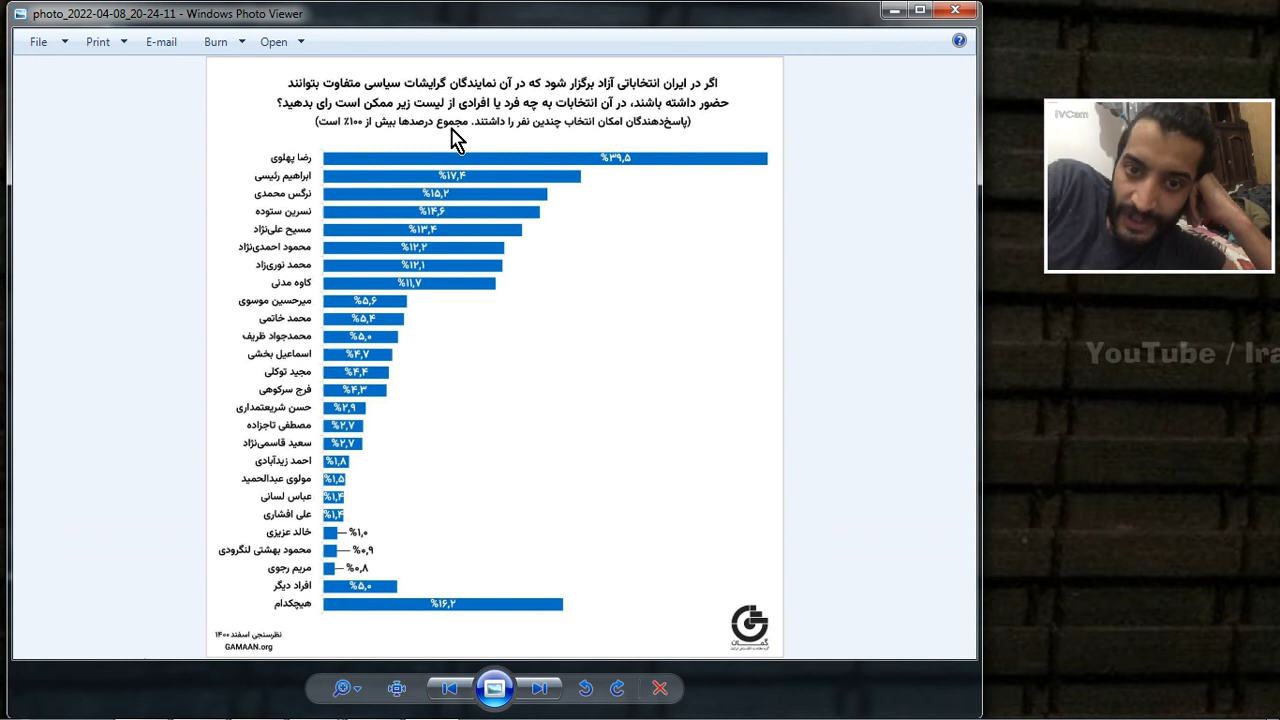 photo_2022-04-08_20-24-11 - Windows Photo Viewer
File Print E-mail Burn Open
اگر در ایران انتخاباتی آزاد برگزار شود که در آن نمایندگان گرایشات سیاسی متفاوت بتوانند
حضور داشته باشند، در آن انتخابات به چه فرد یا افرادی از لیست زیر ممکن است رای بدهید؟
(پاسخ‌دهندگان امکان انتخاب چندین نفر را داشتند. مجموع درصدها بیش از ۱۰۰٪ است)
رضا پهلوی %۳۹,۵
ابراهیم رئیسی %۱۷,۴
نرگس محمدی %۱۵,۲
نسرین ستوده %۱۴,۶
مسیح علی‌نژاد %۱۳,۴
محمود احمدی‌نژاد %۱۲,۲
محمد نوری‌زاد %۱۲,۱
کاوه مدنی %۱۱,۷
میرحسین موسوی %۵,۶
محمد خاتمی %۵,۴
محمدجواد ظریف %۵,۰
اسماعیل بخشی %۴,۷
مجید توکلی %۴,۴
فرج سرکوهی %۴,۳
حسن شریعتمداری %۲,۹
مصطفی تاجزاده %۲,۷
سعید قاسمی‌نژاد %۲,۷
احمد زیدآبادی %۱,۸
مولوی عبدالحمید %۱,۵
عباس لسانی %۱,۴
علی افشاری %۱,۴
خالد عزیزی %۱,۰
محمود بهشتی لنگرودی %۰,۹
مریم رجوی %۰,۸
افراد دیگر %۵,۰
هیچکدام %۱۶,۲
نظرسنجی اسفند ۱۴۰۰
GAMAAN.org
گمان
iVCam
YouTube / Ira